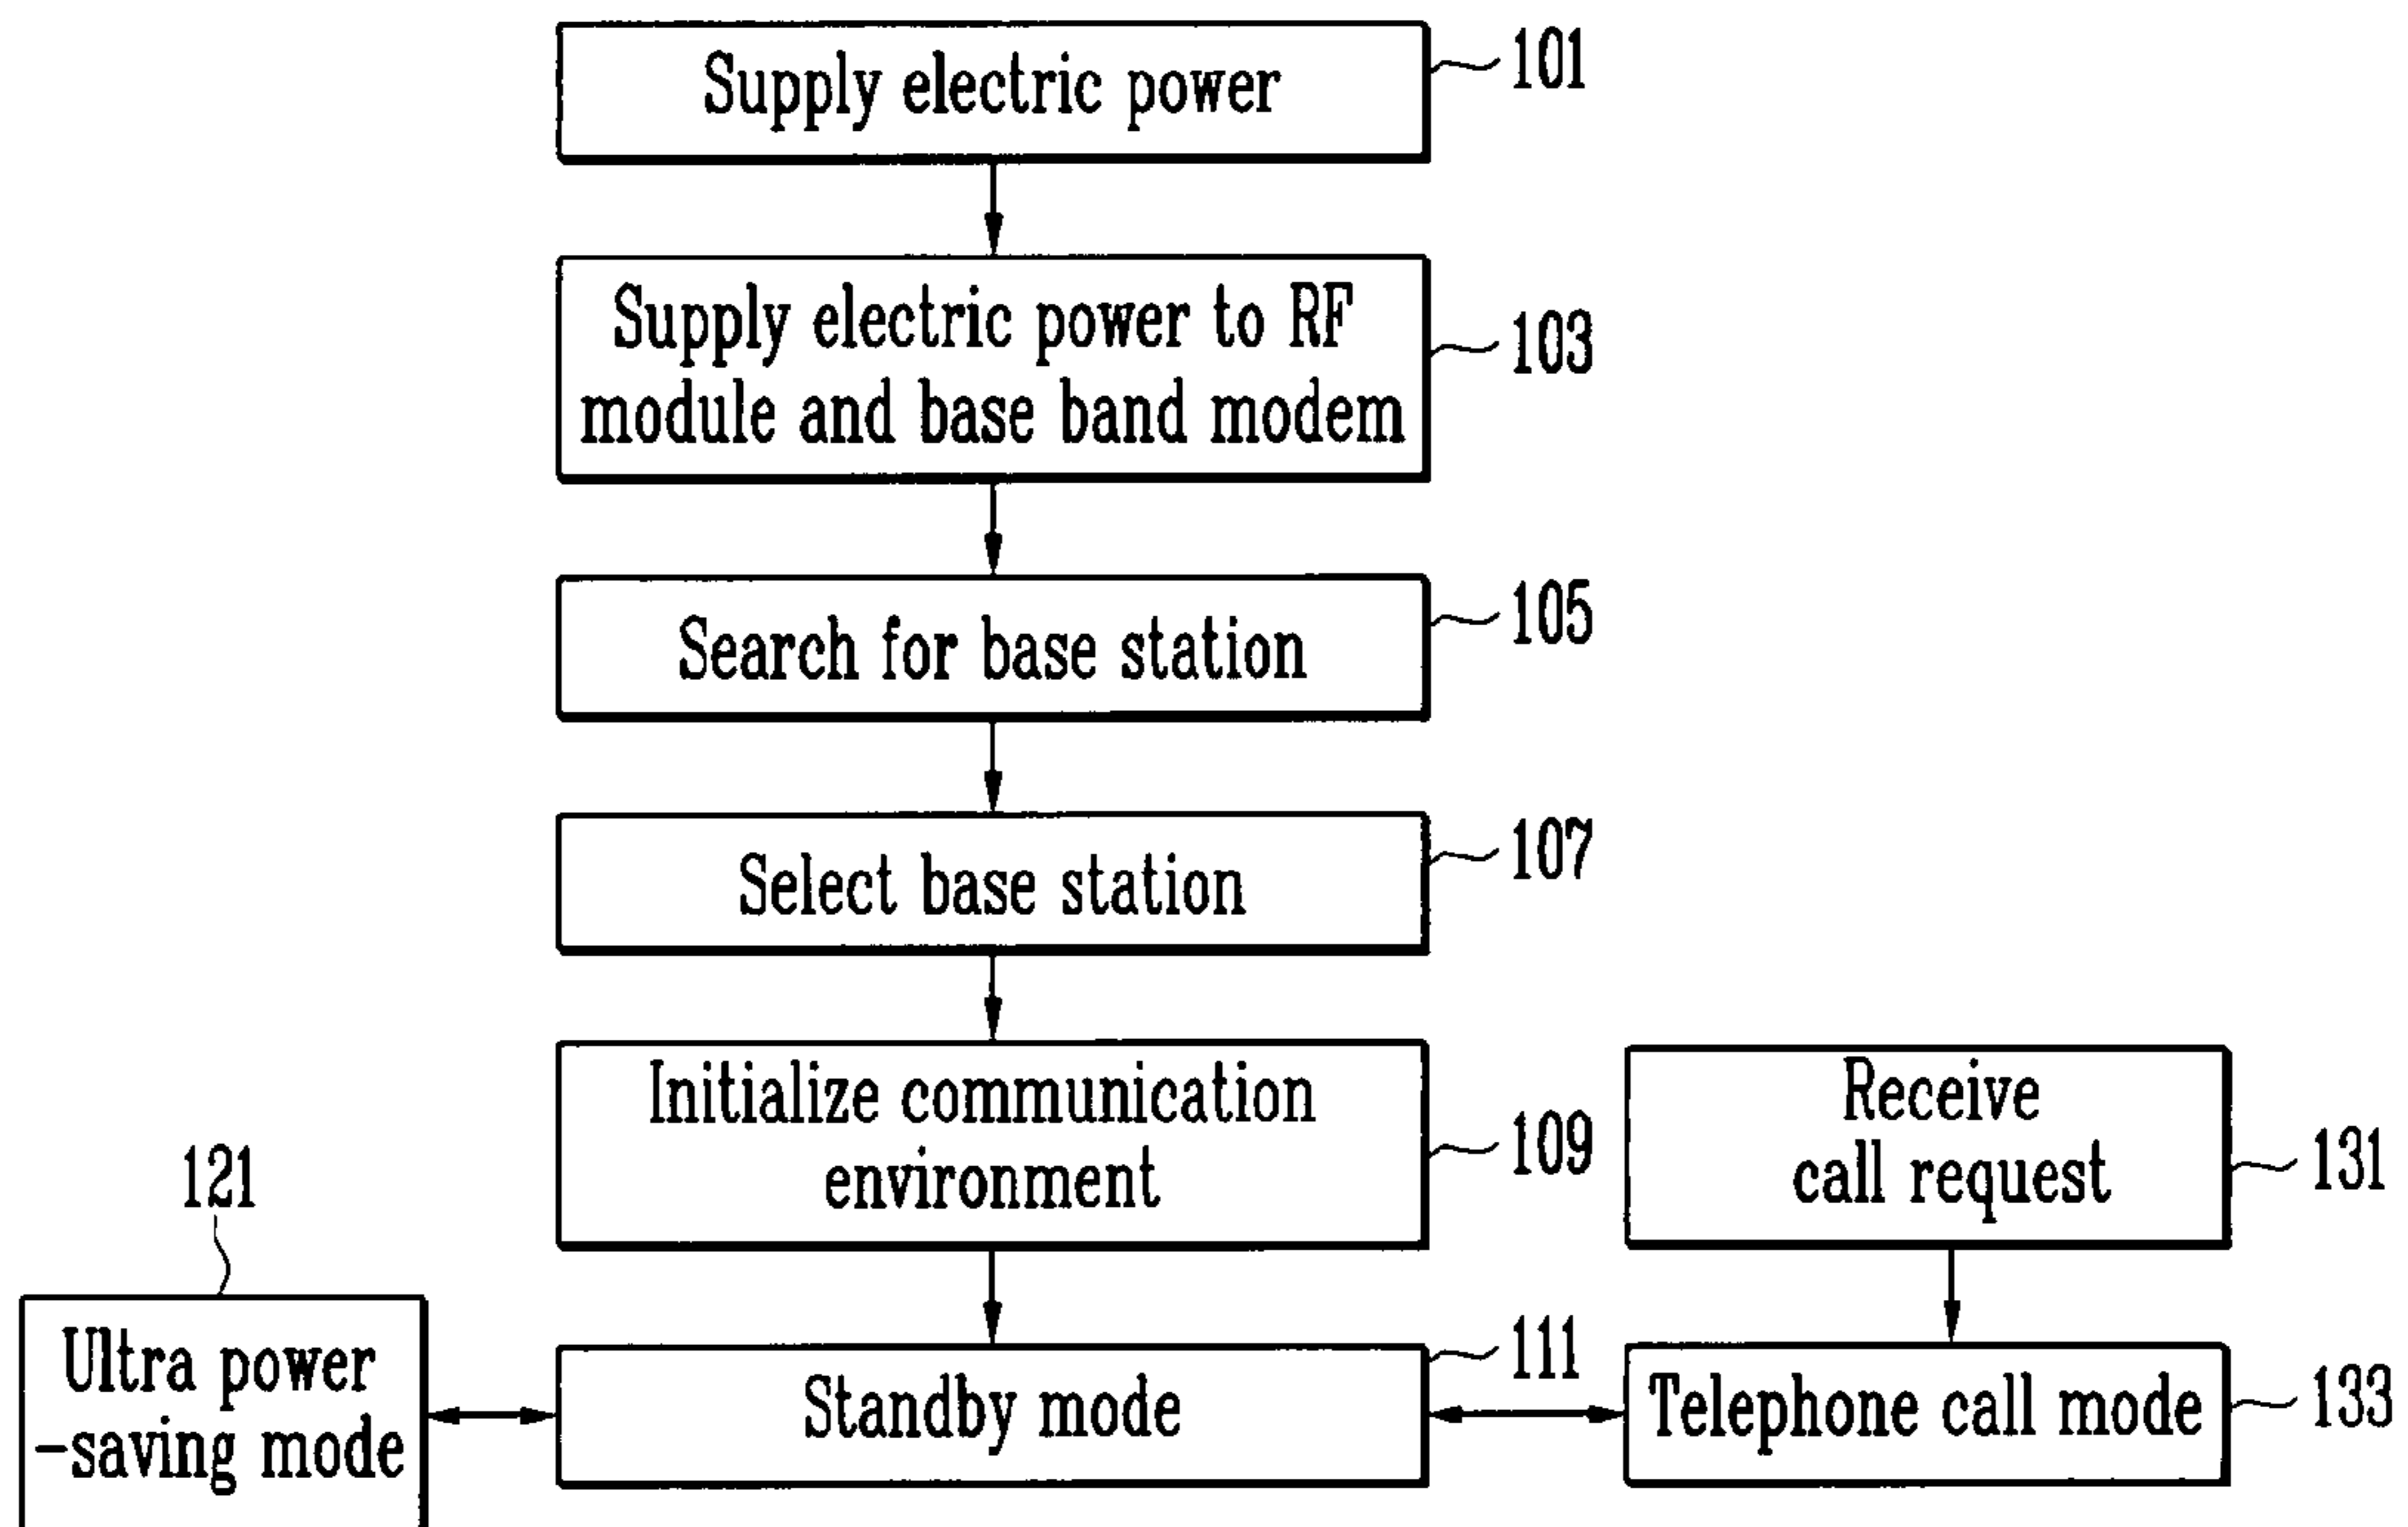 Supply electric power
101
Supply electric power to RF
module and base band modem
103
Search for base station
105
Select base station
107
Initialize communication
environment
109
Receive
call request
131
121
Ultra power
-saving mode
Standby mode
111
Telephone call mode
133